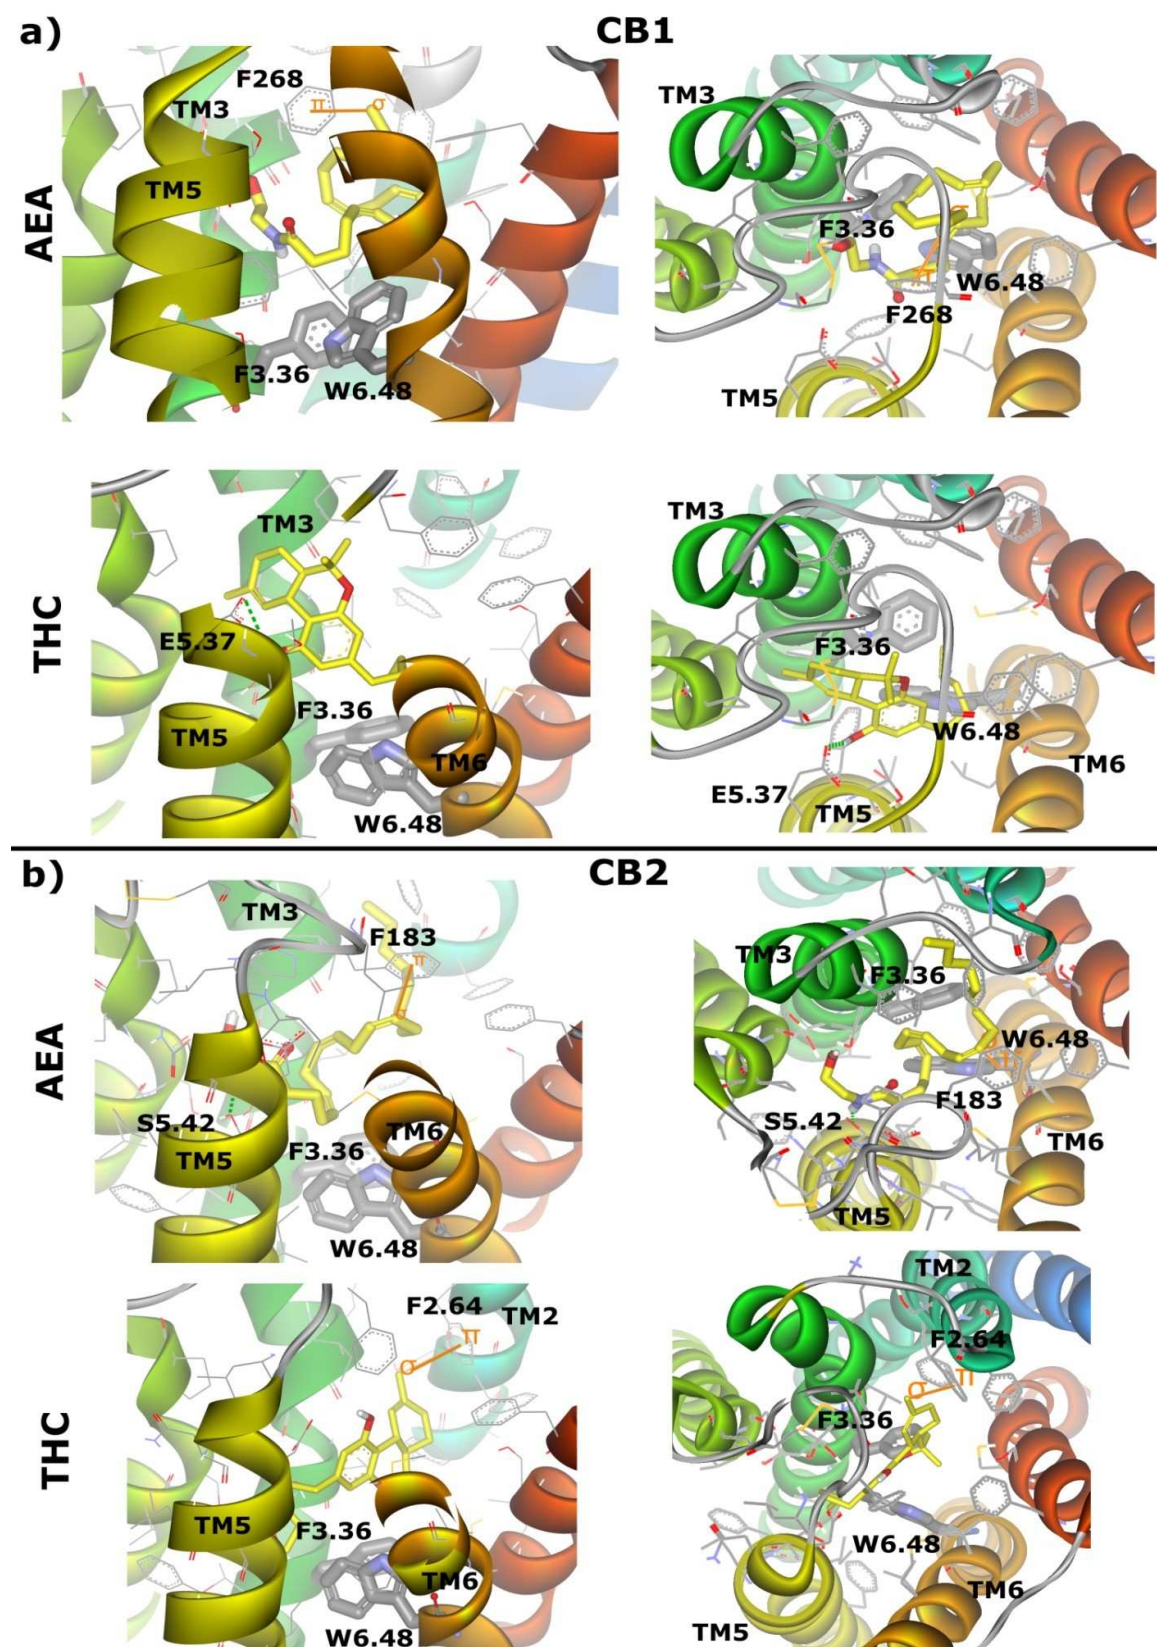 a)
CB1
AEA
F268
π
σ
TM3
TM5
F3.36
W6.48
TM3
F3.36
σ
π
W6.48
F268
TM5
THC
TM3
E5.37
F3.36
TM5
TM6
W6.48
TM3
F3.36
W6.48
TM6
E5.37
TM5
b)
CB2
AEA
TM3
F183
π
σ
S5.42
F3.36
TM6
TM5
W6.48
TM3
F3.36
W6.48
F183
S5.42
TM6
TM5
THC
F2.64
TM2
π
σ
TM5
F3.36
TM6
W6.48
TM2
F2.64
σ
π
F3.36
W6.48
TM6
TM5